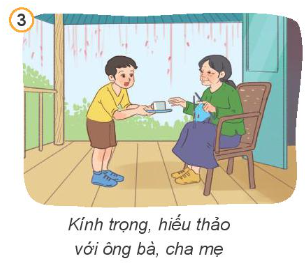 3
Kính trọng, hiếu thảo
với ông bà, cha mẹ